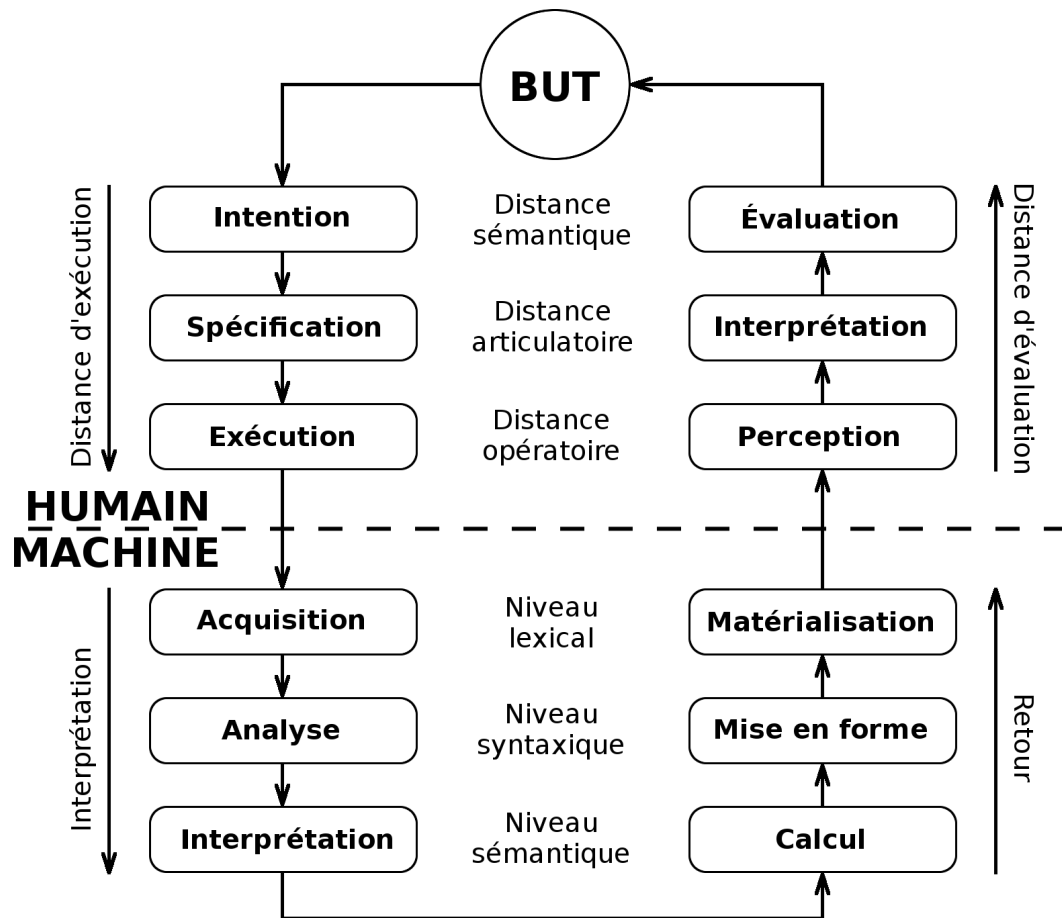 BUT
Distance d'exécution
Intention
Distance
sémantique
Évaluation
Distance d'évaluation
Spécification
Distance
articulatoire
Interprétation
Exécution
Distance
opératoire
Perception
HUMAIN
MACHINE
Interprétation
Acquisition
Niveau
lexical
Matérialisation
Retour
Analyse
Niveau
syntaxique
Mise en forme
Interprétation
Niveau
sémantique
Calcul